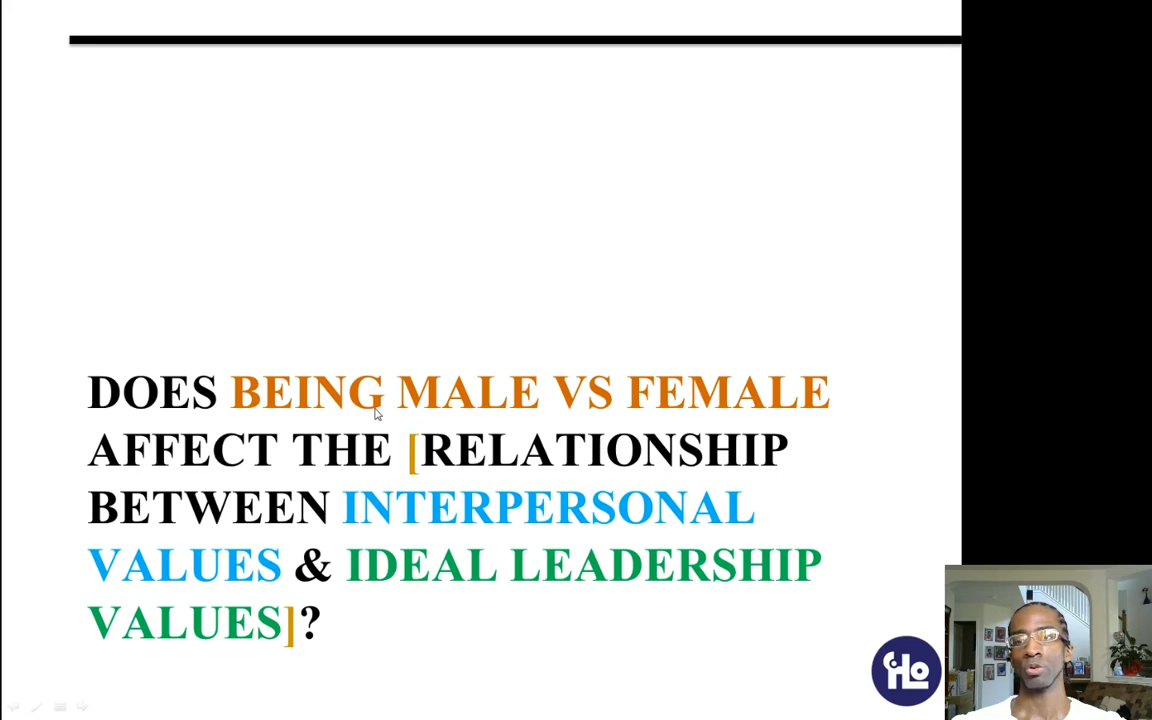 DOES BEING MALE VS FEMALE
AFFECT THE [RELATIONSHIP
BETWEEN INTERPERSONAL
VALUES & IDEAL LEADERSHIP
VALUES]?